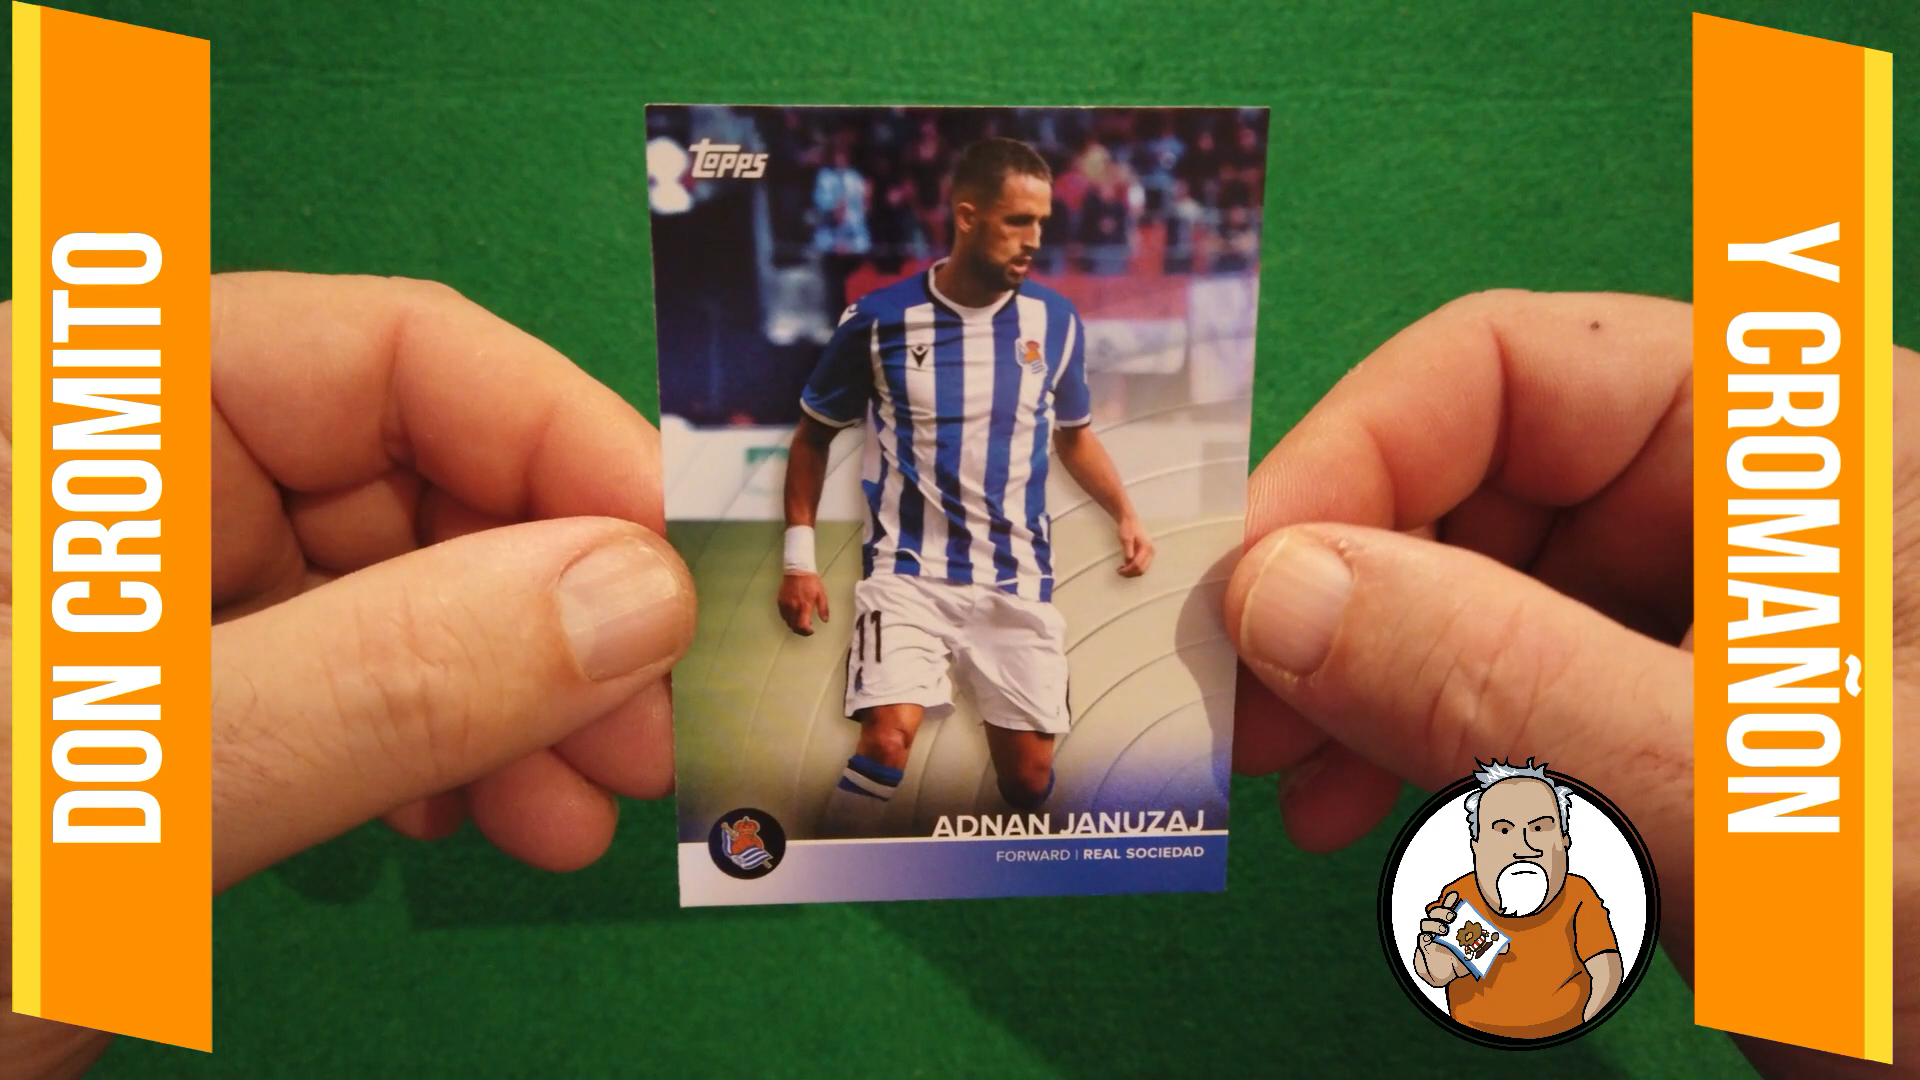 DON CROMITO
topps
11
ADNAN JANUZAJ
FORWARD | REAL SOCIEDAD
Y CROMAÑON